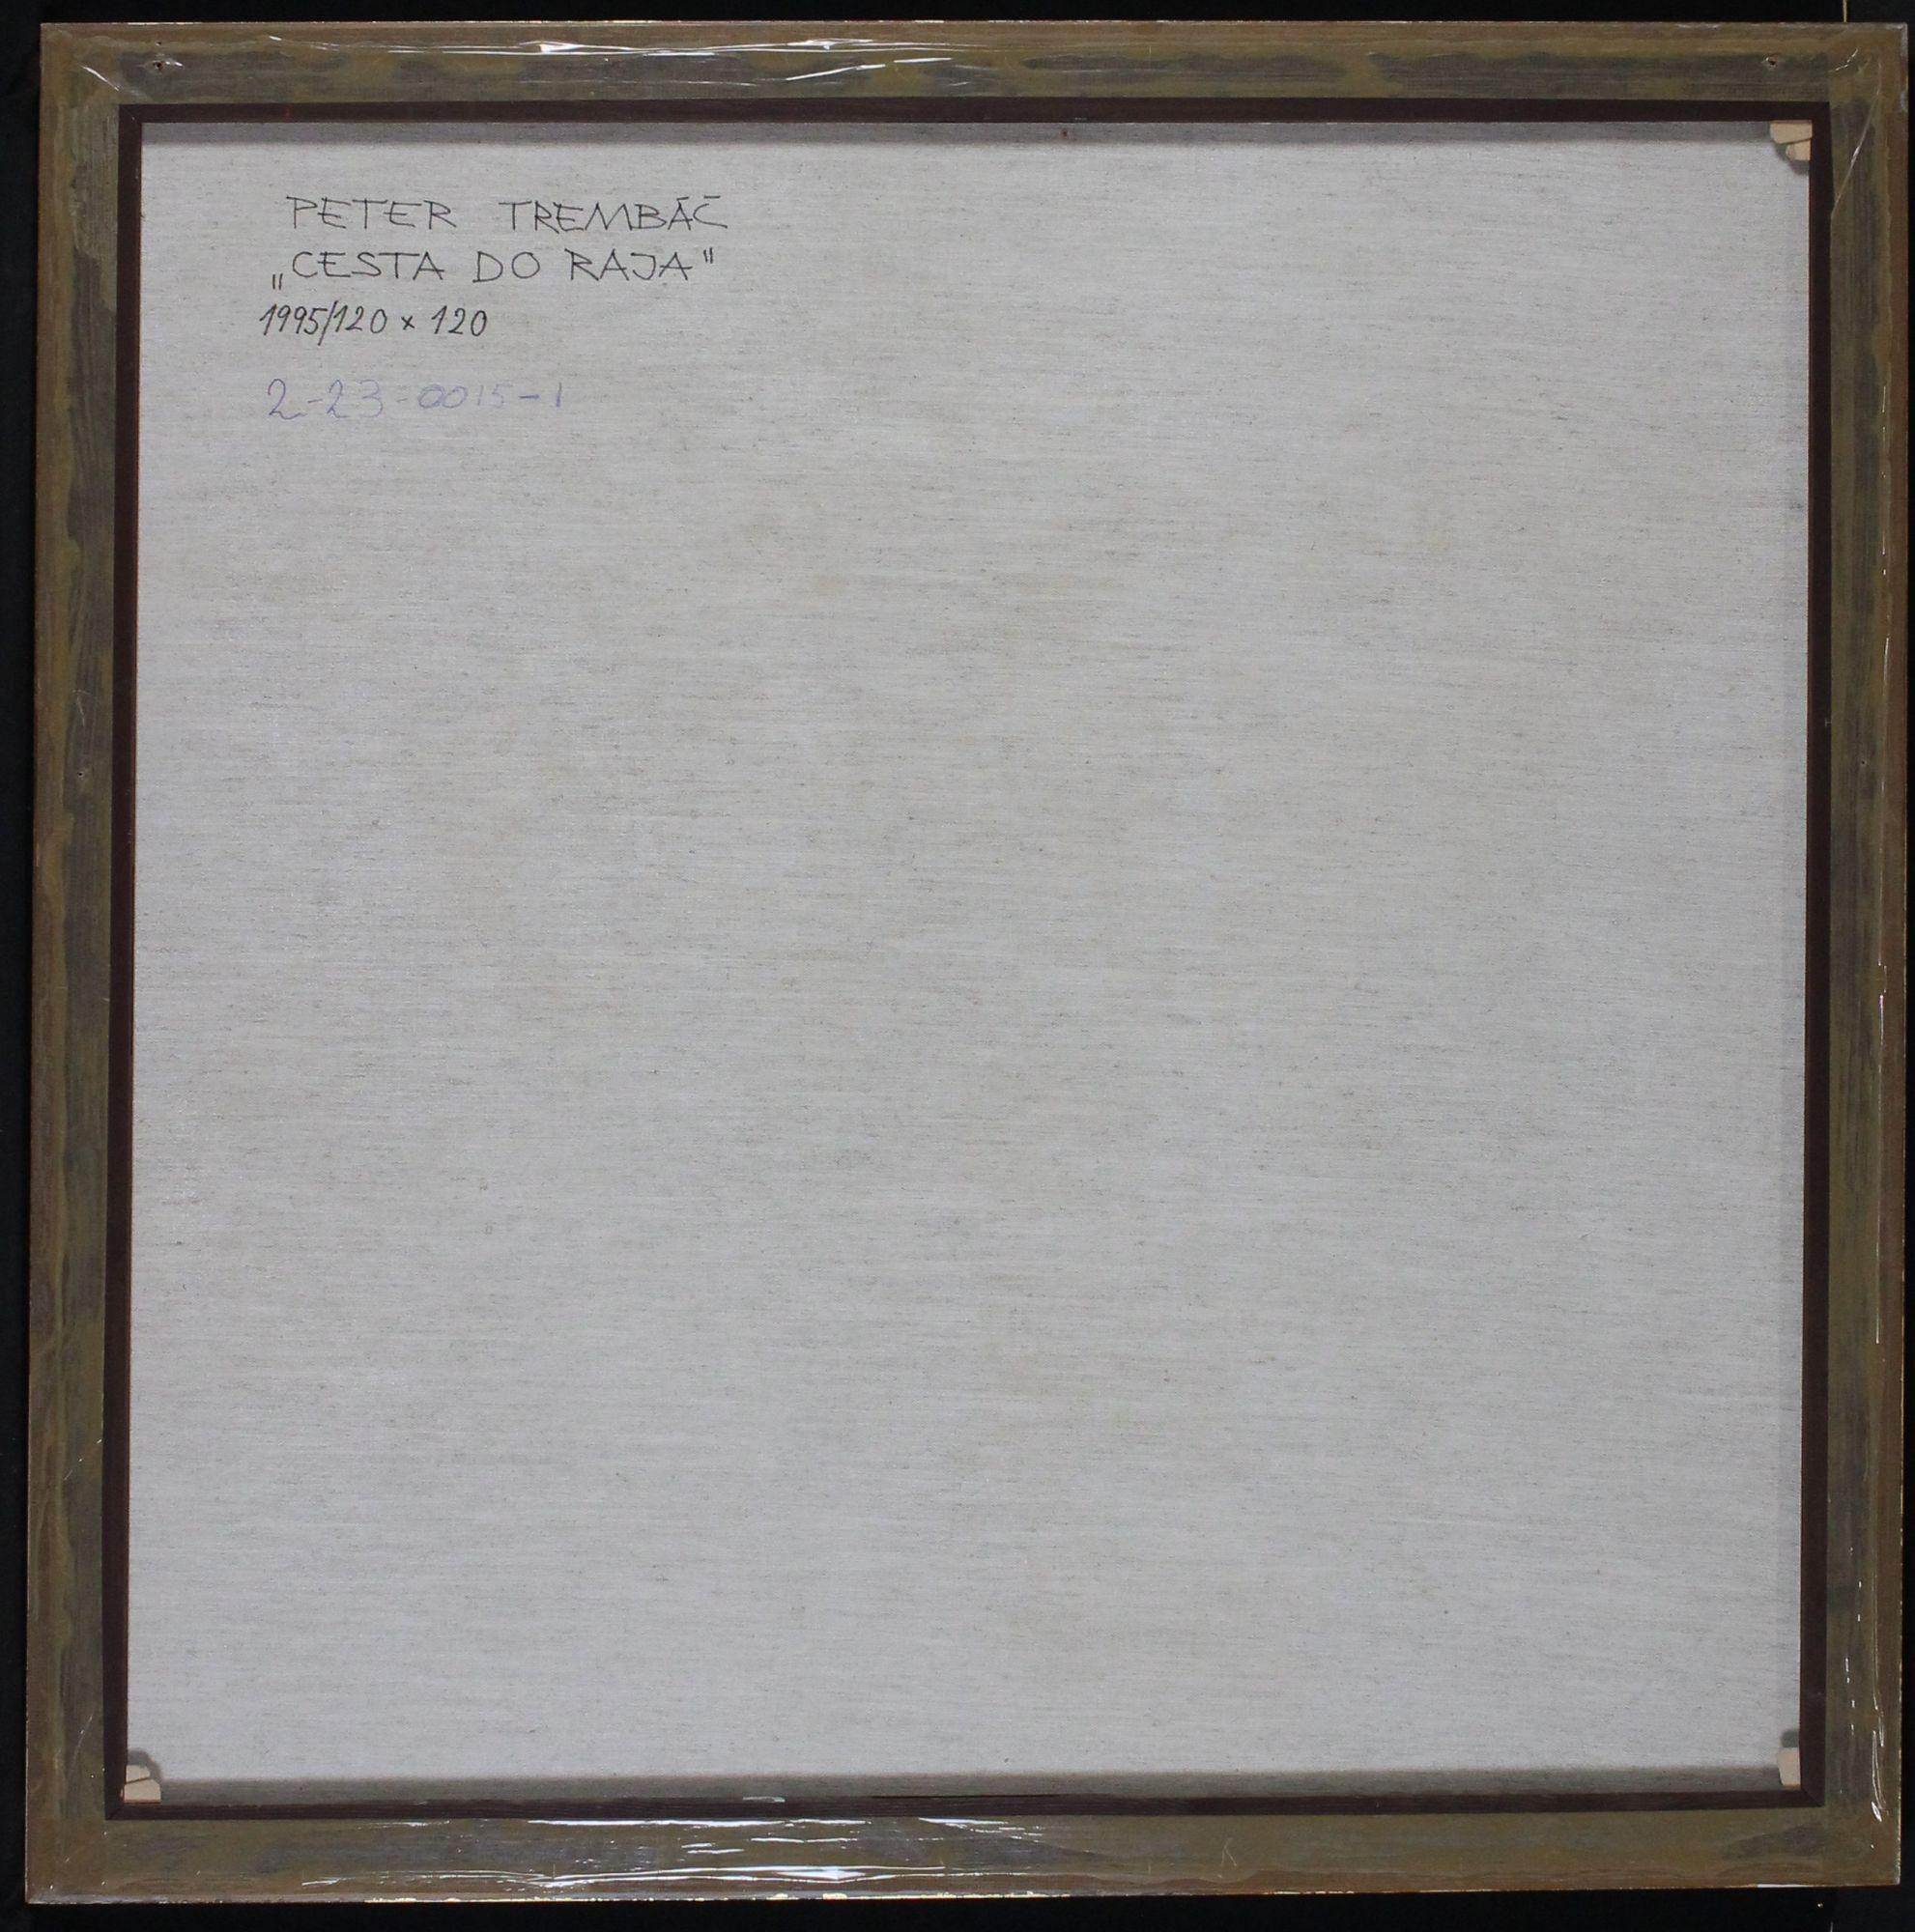 PETER TREMBÁČ
„CESTA DO RAJA"
1995/120 × 120
2-23-0015-1